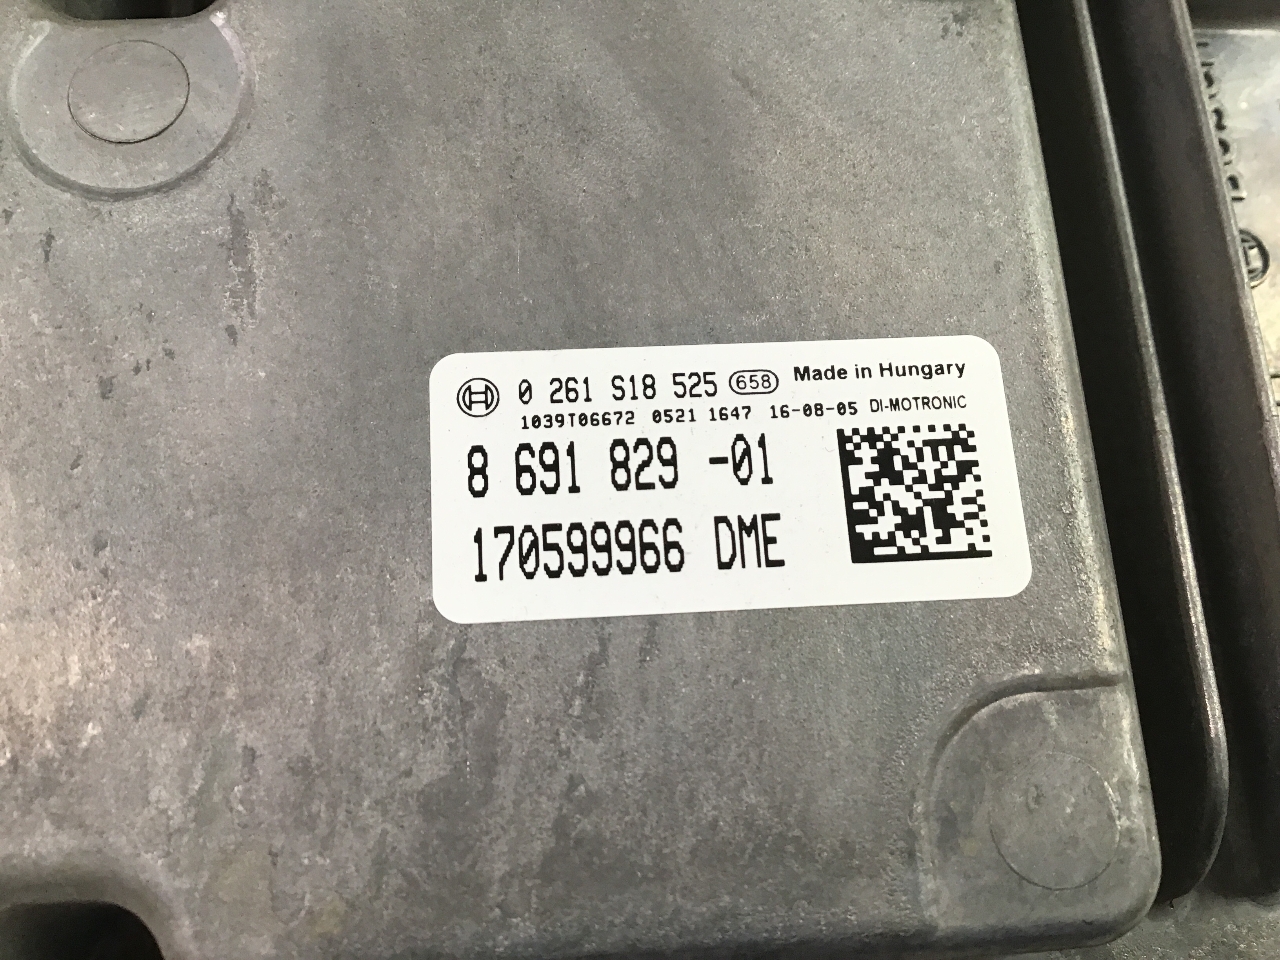 0 261 S18 525 658 Made in Hungary
1039T06672 0521 1647 16-08-05 DI-MOTRONIC
8 691 829 -01
170599966 DME